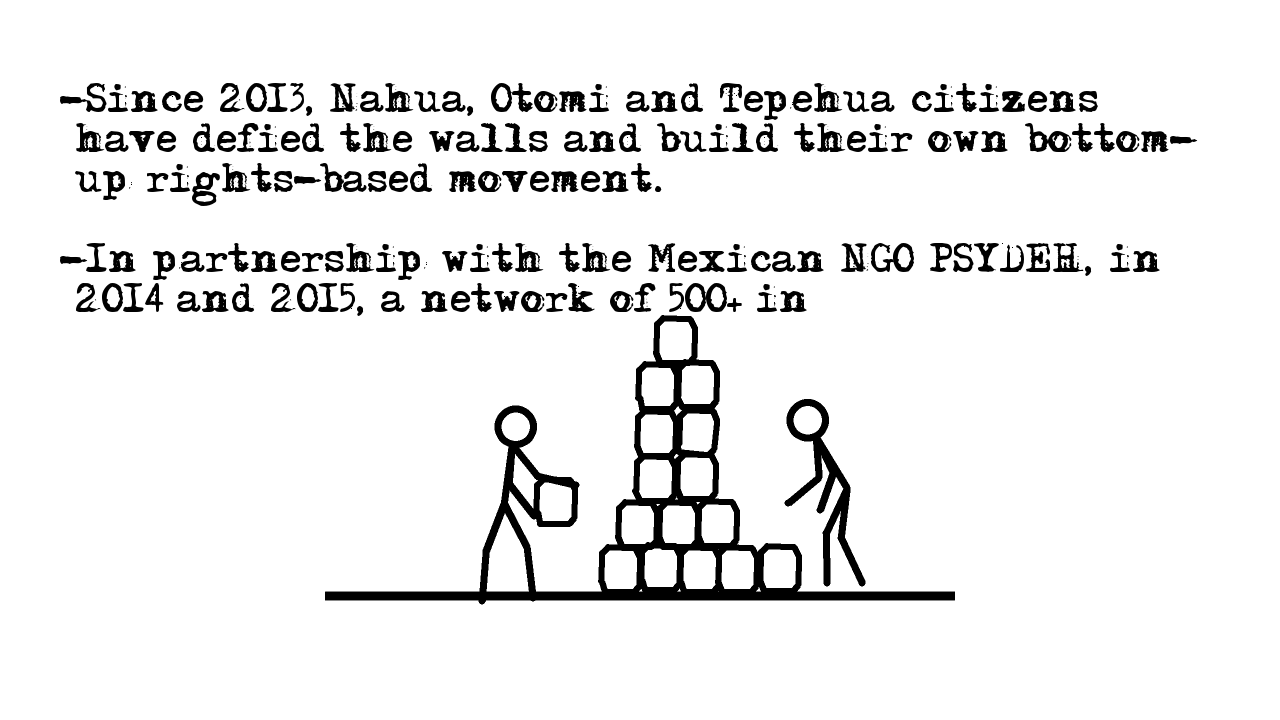 -Since 2013, Nahua, Otomi and Tepehua citizens
have defied the walls and build their own bottom-
up rights-based movement.
-In partnership with the Mexican NGO PSYDEH, in
2014 and 2015, a network of 500+ in